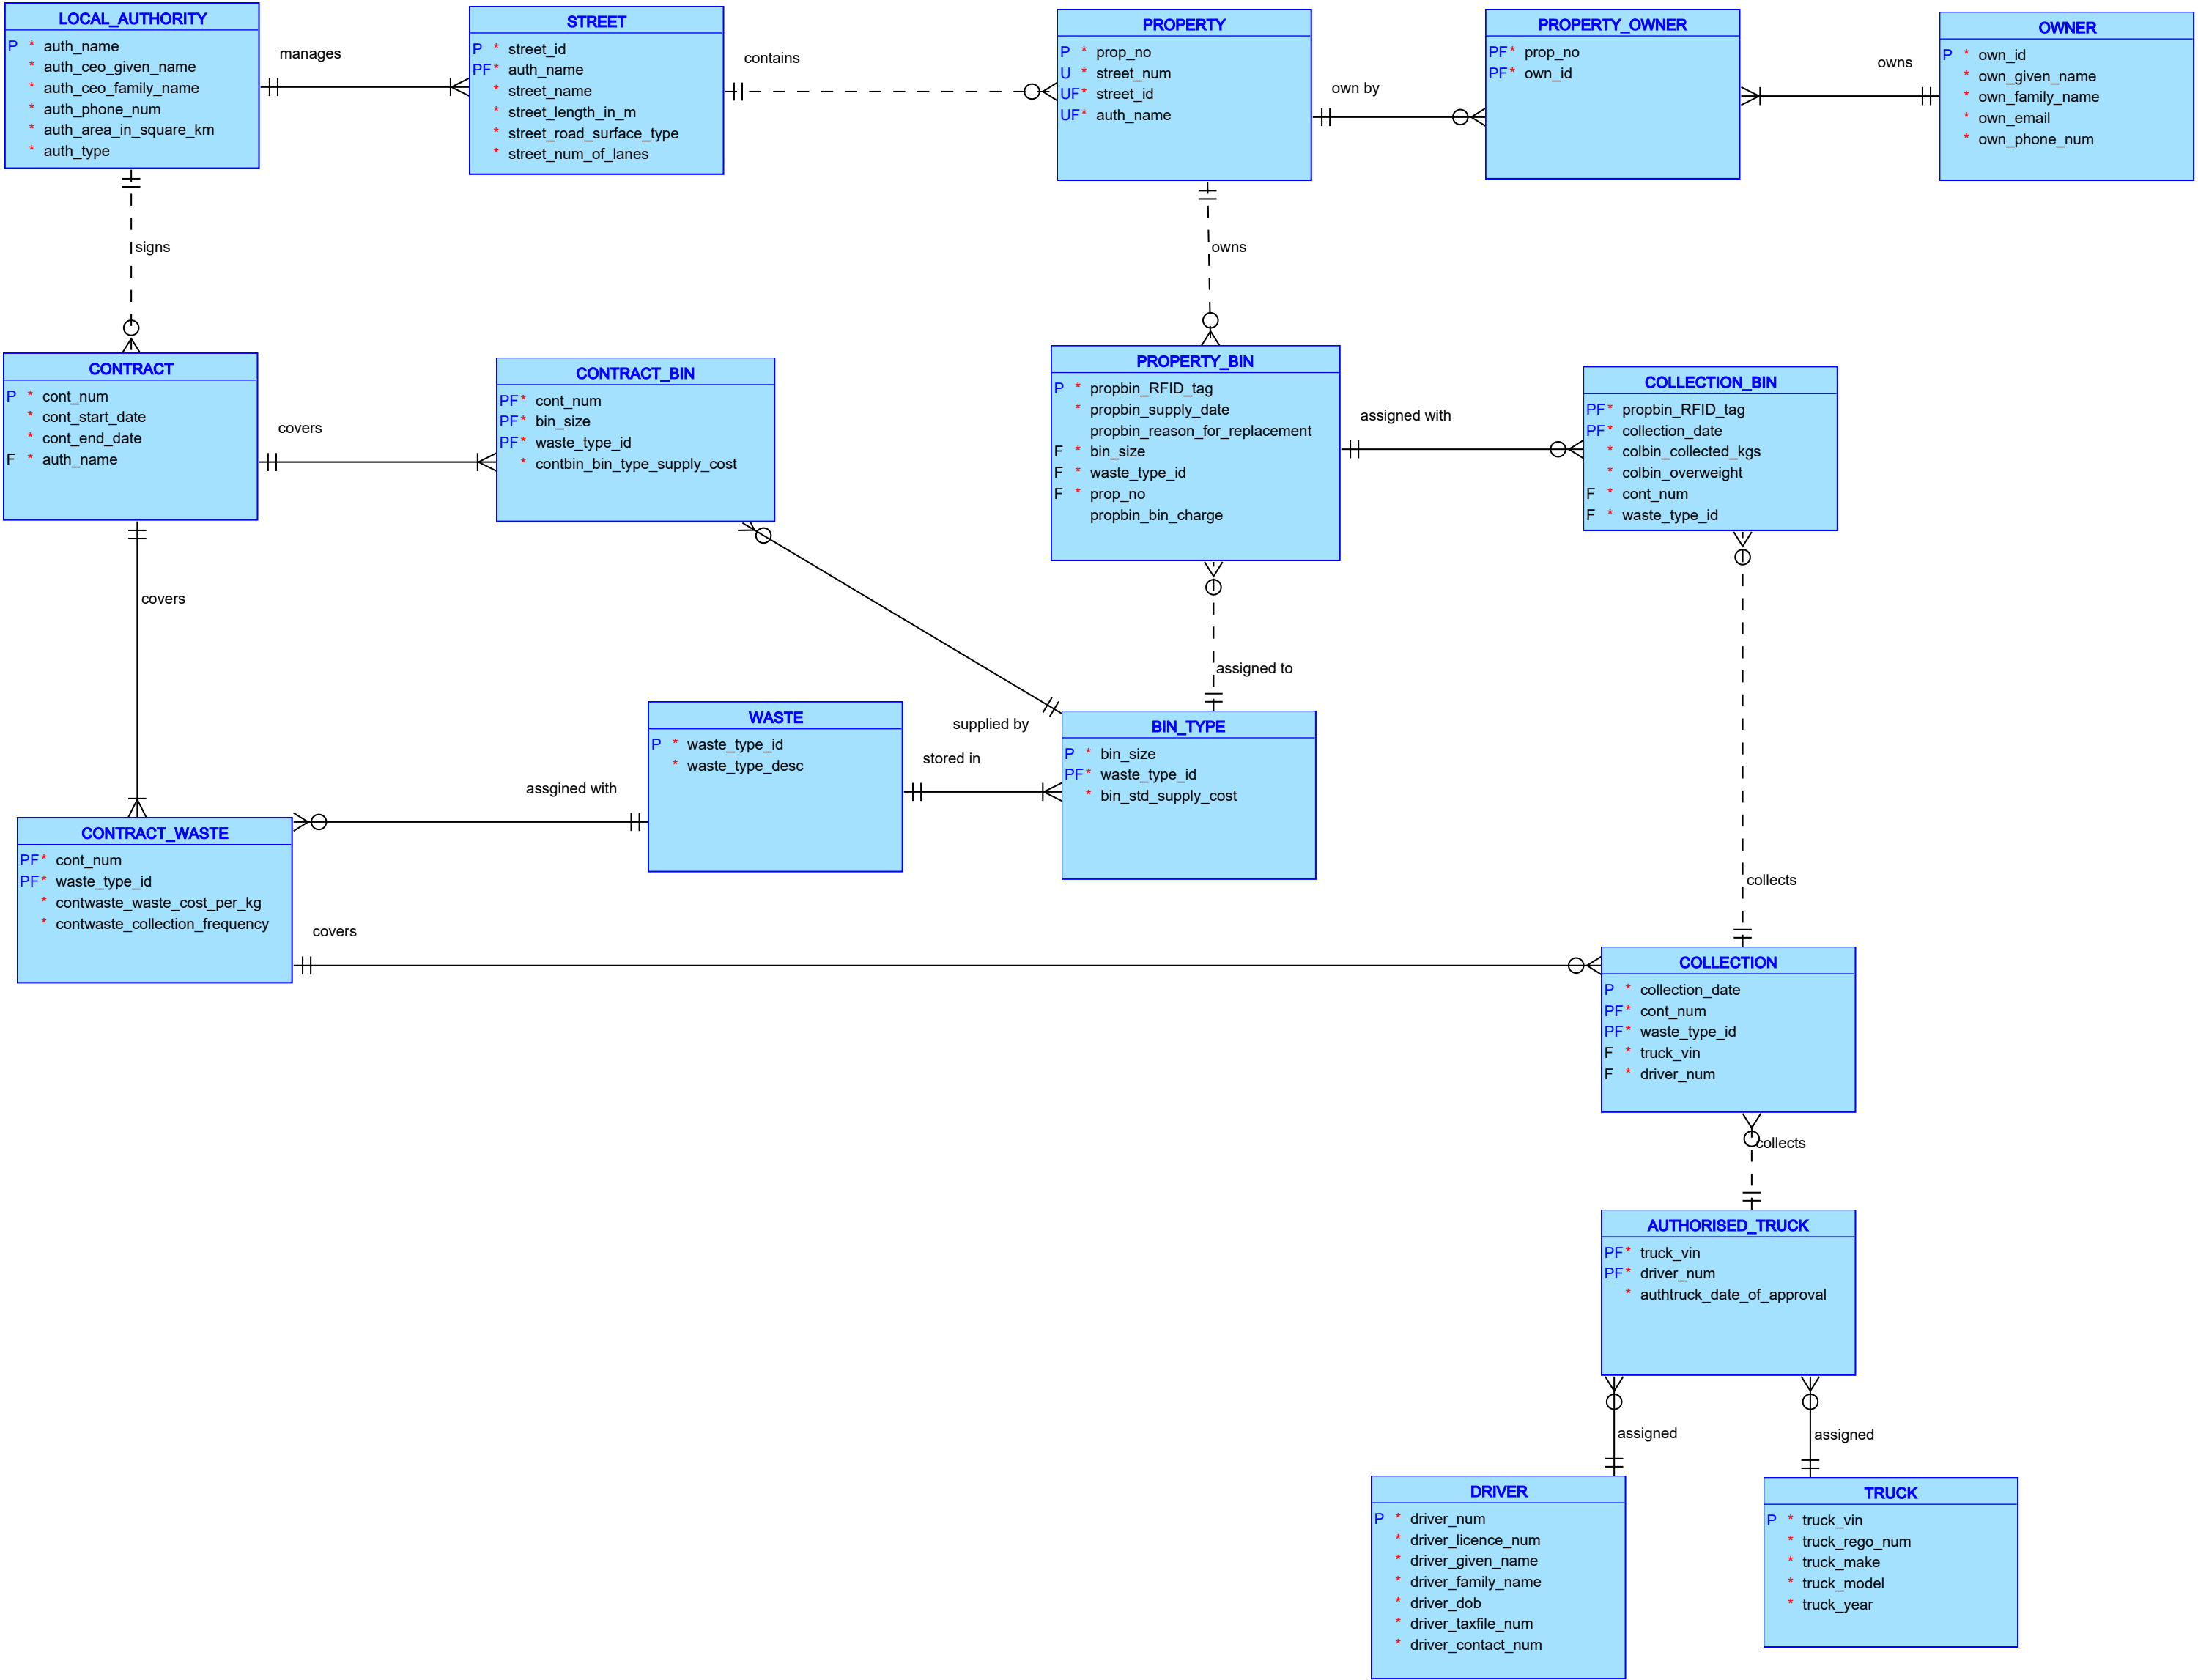 LOCAL_AUTHORITY
P * auth_name
* auth_ceo_given_name
* auth_ceo_family_name
* auth_phone_num
* auth_area_in_square_km
* auth_type
manages
STREET
P * street_id
PF* auth_name
* street_name
* street_length_in_m
* street_road_surface_type
* street_num_of_lanes
contains
PROPERTY
P * prop_no
U * street_num
UF* street_id
UF* auth_name
own by
PROPERTY_OWNER
PF* prop_no
PF* own_id
owns
OWNER
P * own_id
* own_given_name
* own_family_name
* own_email
* own_phone_num
signs
owns
CONTRACT
P * cont_num
* cont_start_date
* cont_end_date
F * auth_name
covers
CONTRACT_BIN
PF* cont_num
PF* bin_size
PF* waste_type_id
* contbin_bin_type_supply_cost
PROPERTY_BIN
P * propbin_RFID_tag
* propbin_supply_date
propbin_reason_for_replacement
F * bin_size
F * waste_type_id
F * prop_no
propbin_bin_charge
assigned with
COLLECTION_BIN
PF* propbin_RFID_tag
PF* collection_date
* colbin_collected_kgs
* colbin_overweight
F * cont_num
F * waste_type_id
covers
assigned to
supplied by
stored in
assgined with
WASTE
P * waste_type_id
* waste_type_desc
BIN_TYPE
P * bin_size
PF* waste_type_id
* bin_std_supply_cost
CONTRACT_WASTE
PF* cont_num
PF* waste_type_id
* contwaste_waste_cost_per_kg
* contwaste_collection_frequency
covers
collects
COLLECTION
P * collection_date
PF* cont_num
PF* waste_type_id
F * truck_vin
F * driver_num
collects
AUTHORISED_TRUCK
PF* truck_vin
PF* driver_num
* authtruck_date_of_approval
assigned
assigned
DRIVER
P * driver_num
* driver_licence_num
* driver_given_name
* driver_family_name
* driver_dob
* driver_taxfile_num
* driver_contact_num
TRUCK
P * truck_vin
* truck_rego_num
* truck_make
* truck_model
* truck_year